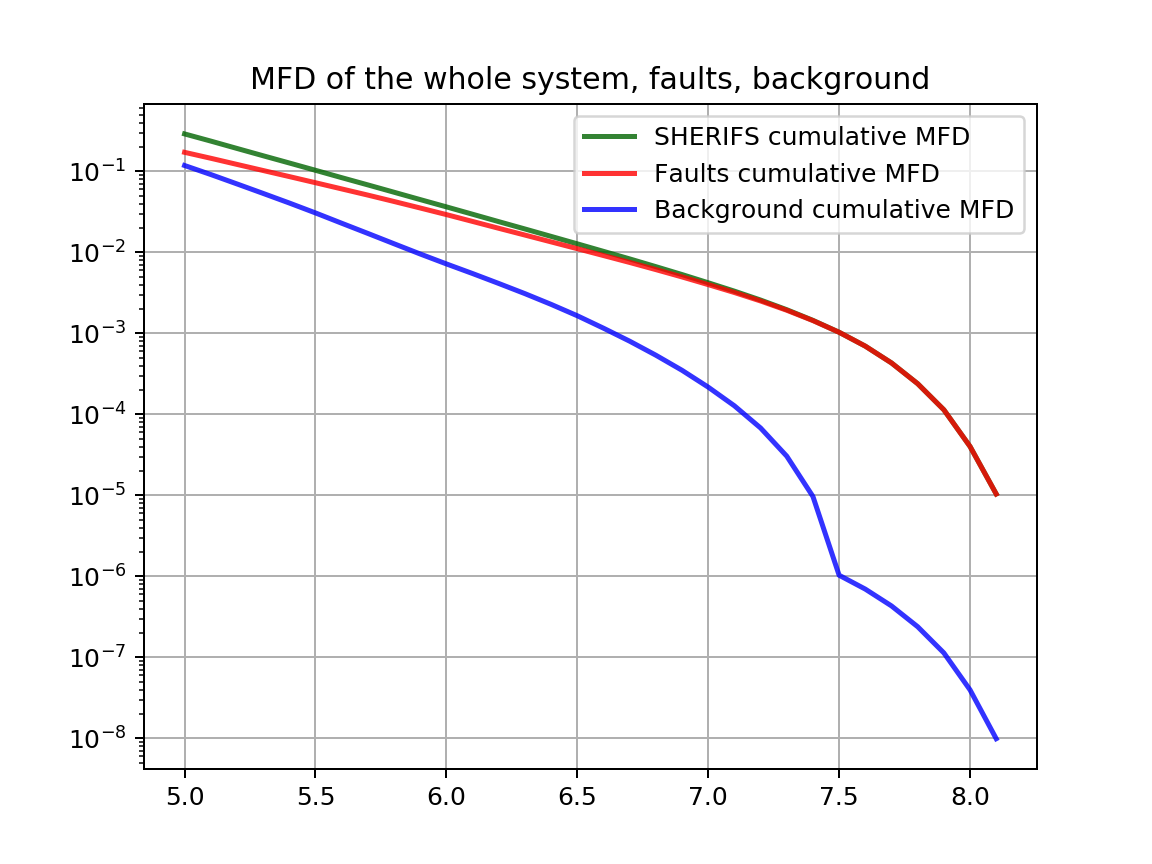 MFD of the whole system, faults, background
SHERIFS cumulative MFD
Faults cumulative MFD
Background cumulative MFD
10⁻¹
10⁻²
10⁻³
10⁻⁴
10⁻⁵
10⁻⁶
10⁻⁷
10⁻⁸
5.0 5.5 6.0 6.5 7.0 7.5 8.0